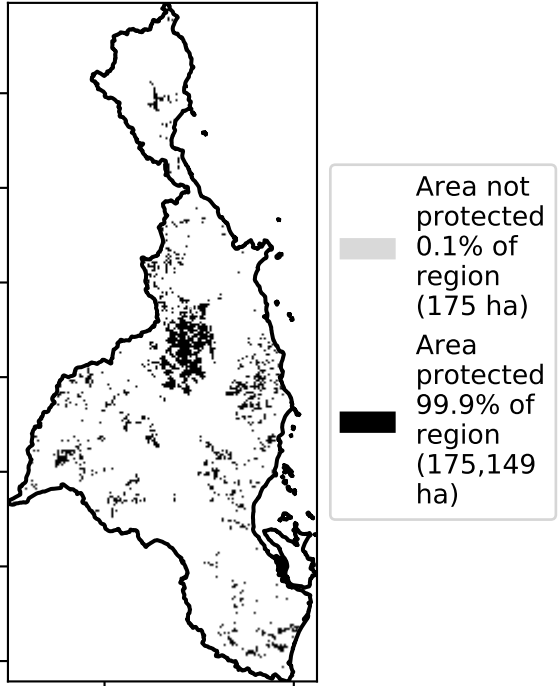 Area not
protected
0.1% of
region
(175 ha)
Area
protected
99.9% of
region
(175,149
ha)